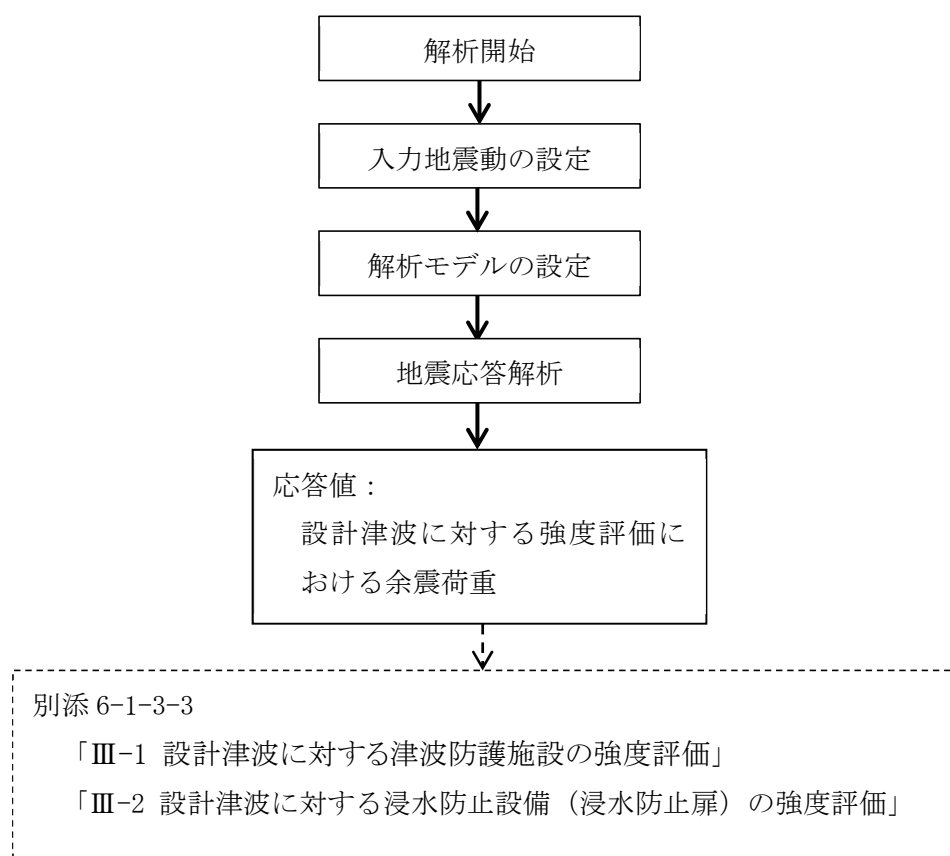 解析開始
入力地震動の設定
解析モデルの設定
地震応答解析
応答値：
設計津波に対する強度評価に
おける余震荷重
別添 6-1-3-3
「Ⅲ-1 設計津波に対する津波防護施設の強度評価」
「Ⅲ-2 設計津波に対する浸水防止設備（浸水防止扉）の強度評価」